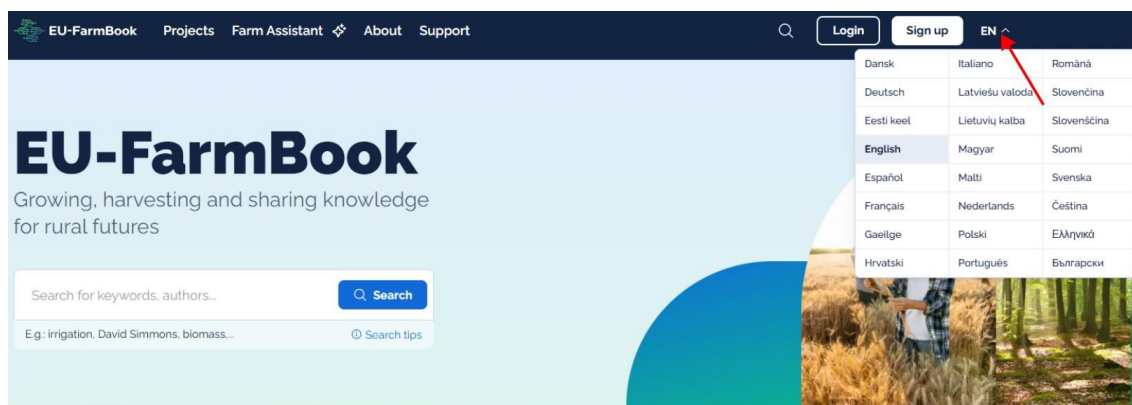 EU-FarmBook Projects Farm Assistant About Support Login Sign up EN
Dansk Italiano Română
Deutsch Latviešu valoda Slovenčina
Eesti keel Lietuvių kalba Slovenščina
English Magyar Suomi
Español Malti Svenska
Français Nederlands Čeština
Gaeilge Polski Ελληνικά
Hrvatski Português Български
EU-FarmBook
Growing, harvesting and sharing knowledge
for rural futures
Search for keywords, authors... Search
E.g.: irrigation, David Simmons, biomass,... Search tips